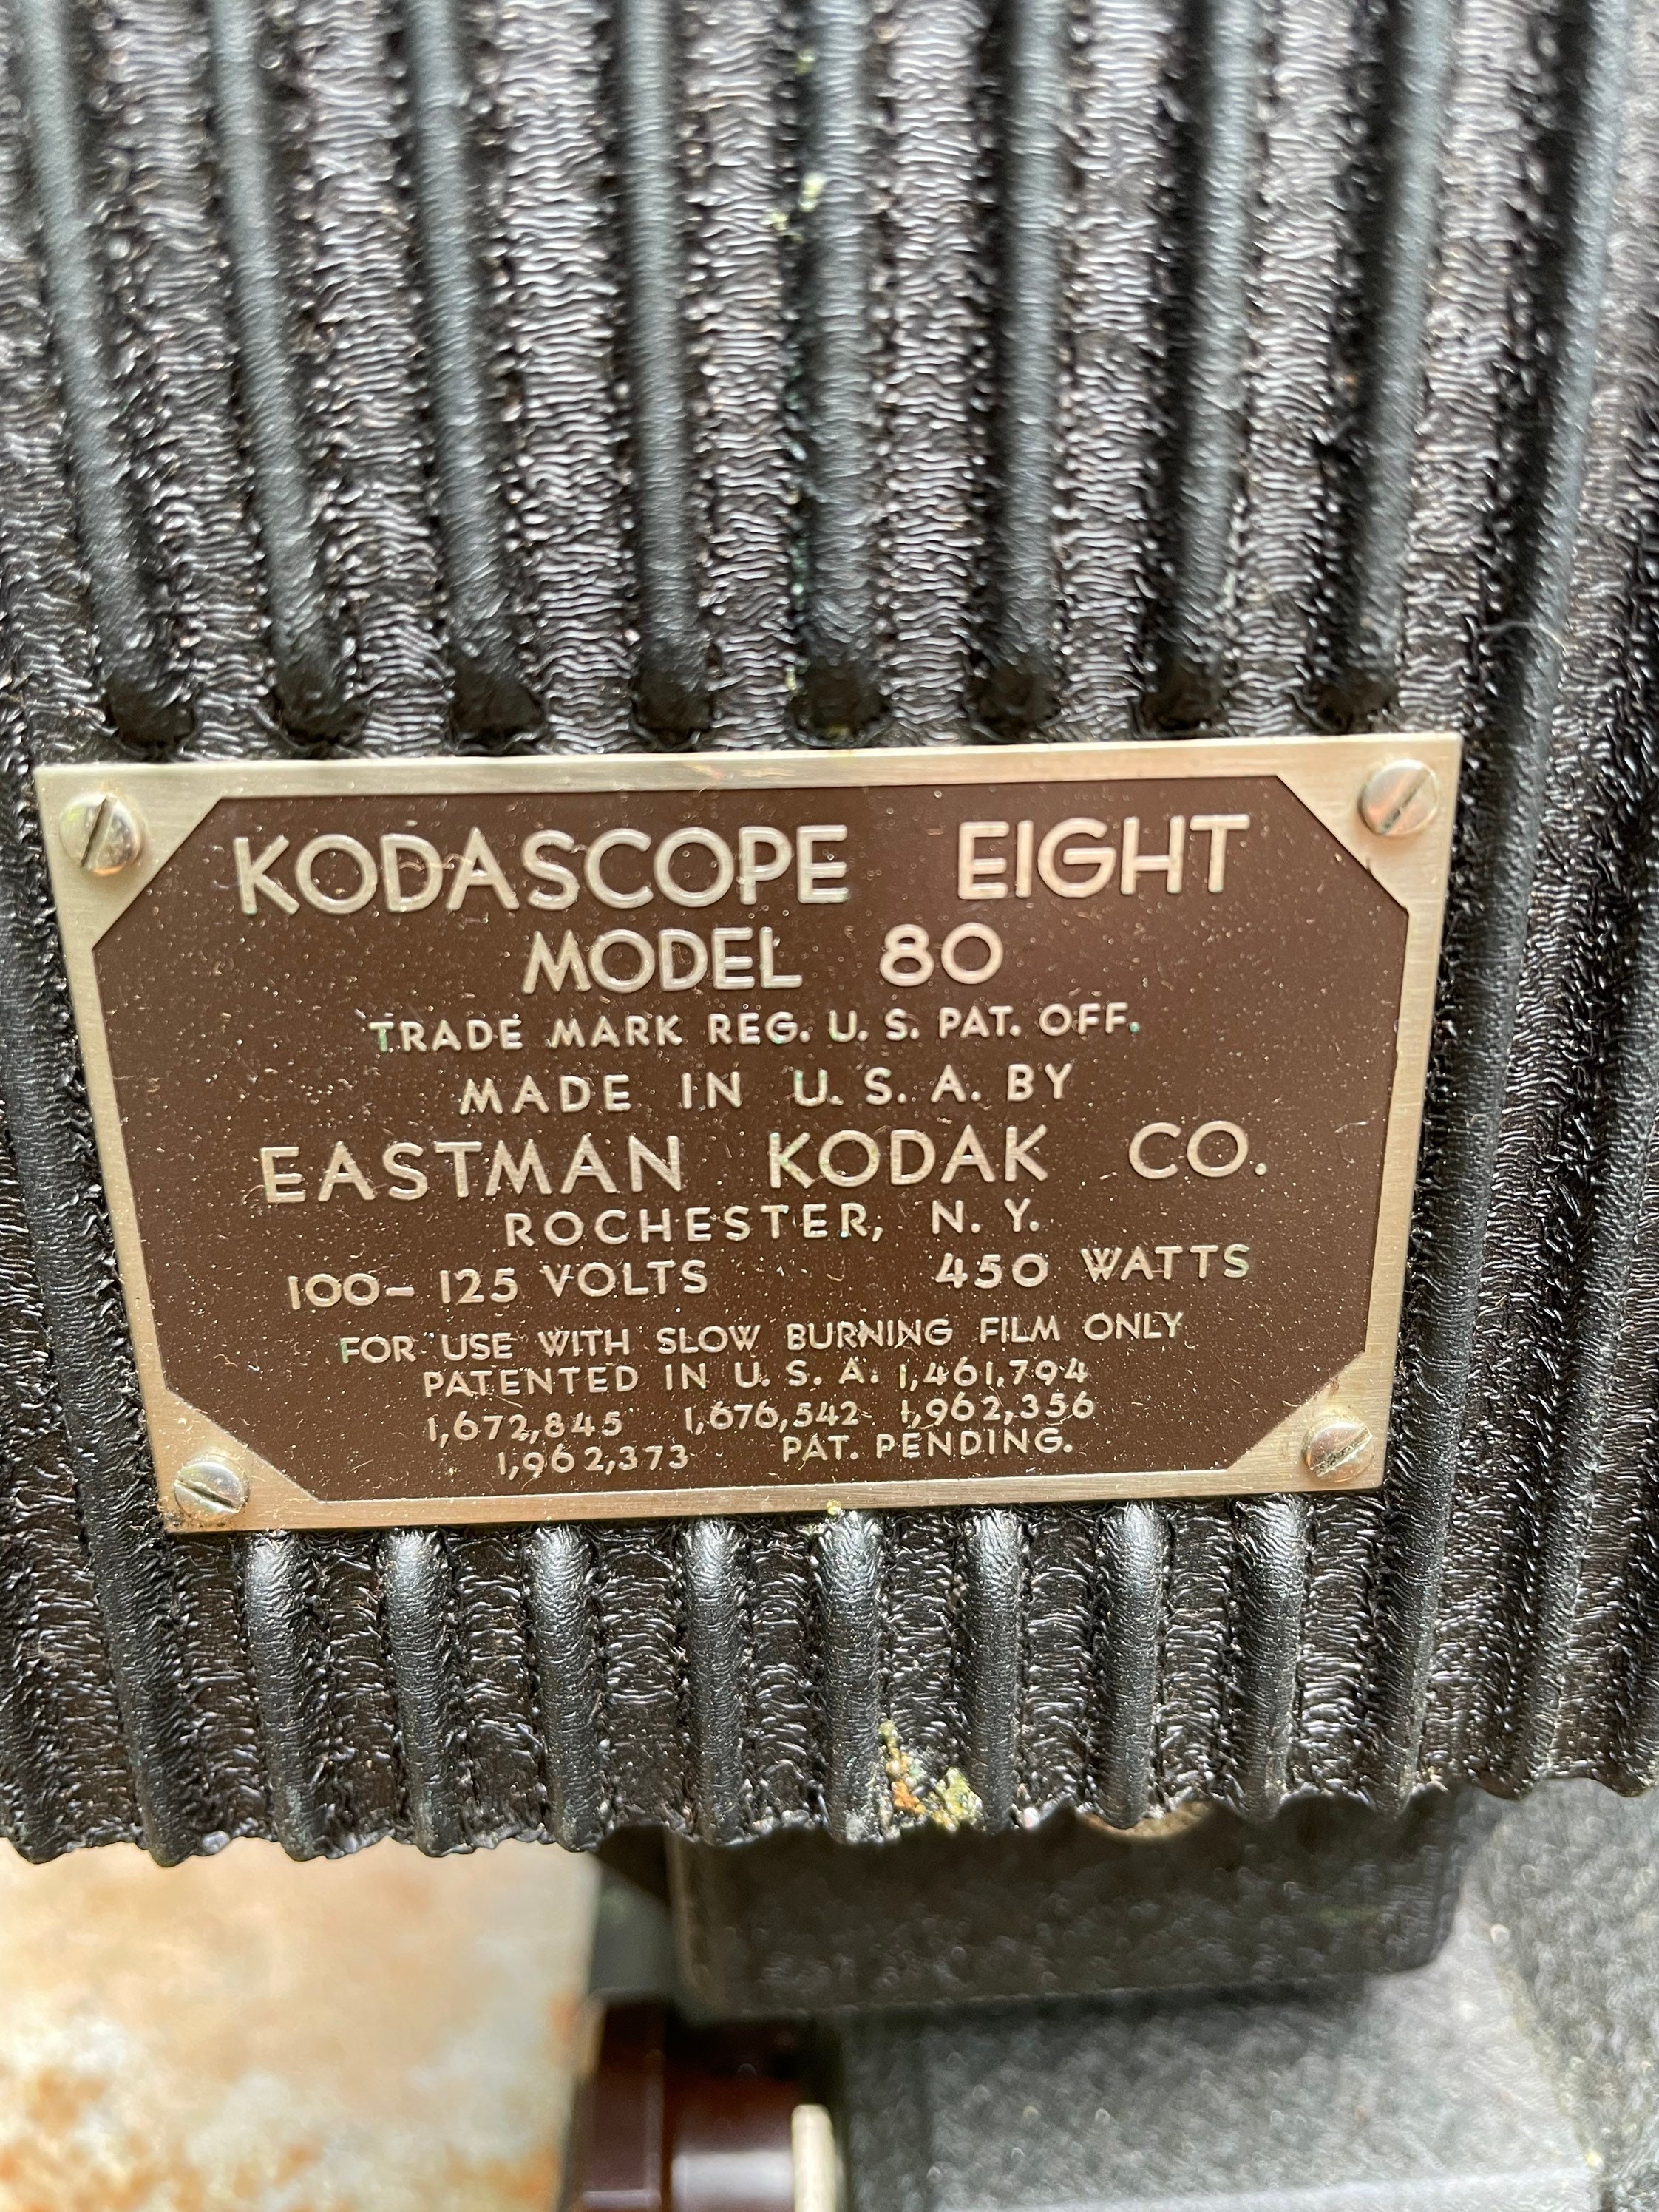 KODASCOPE EIGHT
MODEL 80
TRADE MARK REG. U. S. PAT. OFF.
MADE IN U. S. A. BY
EASTMAN KODAK CO.
ROCHESTER, N. Y.
100-125 VOLTS 450 WATTS
FOR USE WITH SLOW BURNING FILM ONLY
PATENTED IN U. S. A. 1,461,794
1,672,845 1,676,542 1,962,356
1,962,373 PAT. PENDING.